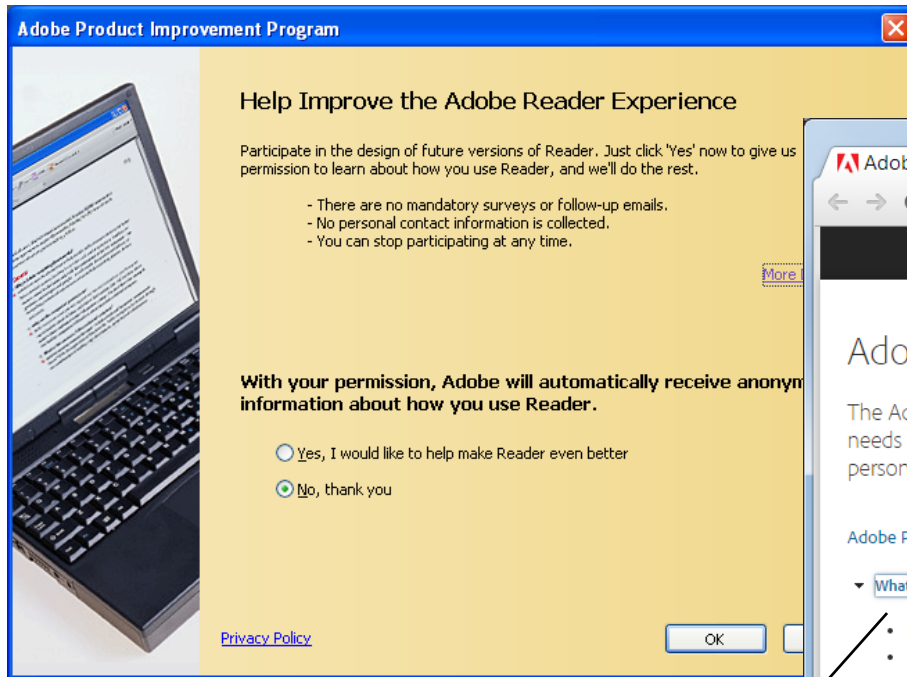 Adobe Product Improvement Program
Help Improve the Adobe Reader Experience
Participate in the design of future versions of Reader. Just click 'Yes' now to give us
permission to learn about how you use Reader, and we'll do the rest.
- There are no mandatory surveys or follow-up emails.
- No personal contact information is collected.
- You can stop participating at any time.
More
With your permission, Adobe will automatically receive anonym
information about how you use Reader.
Yes, I would like to help make Reader even better
No, thank you
Privacy Policy
OK
Adob
Ado
The Ad
needs
person
Adobe P
What